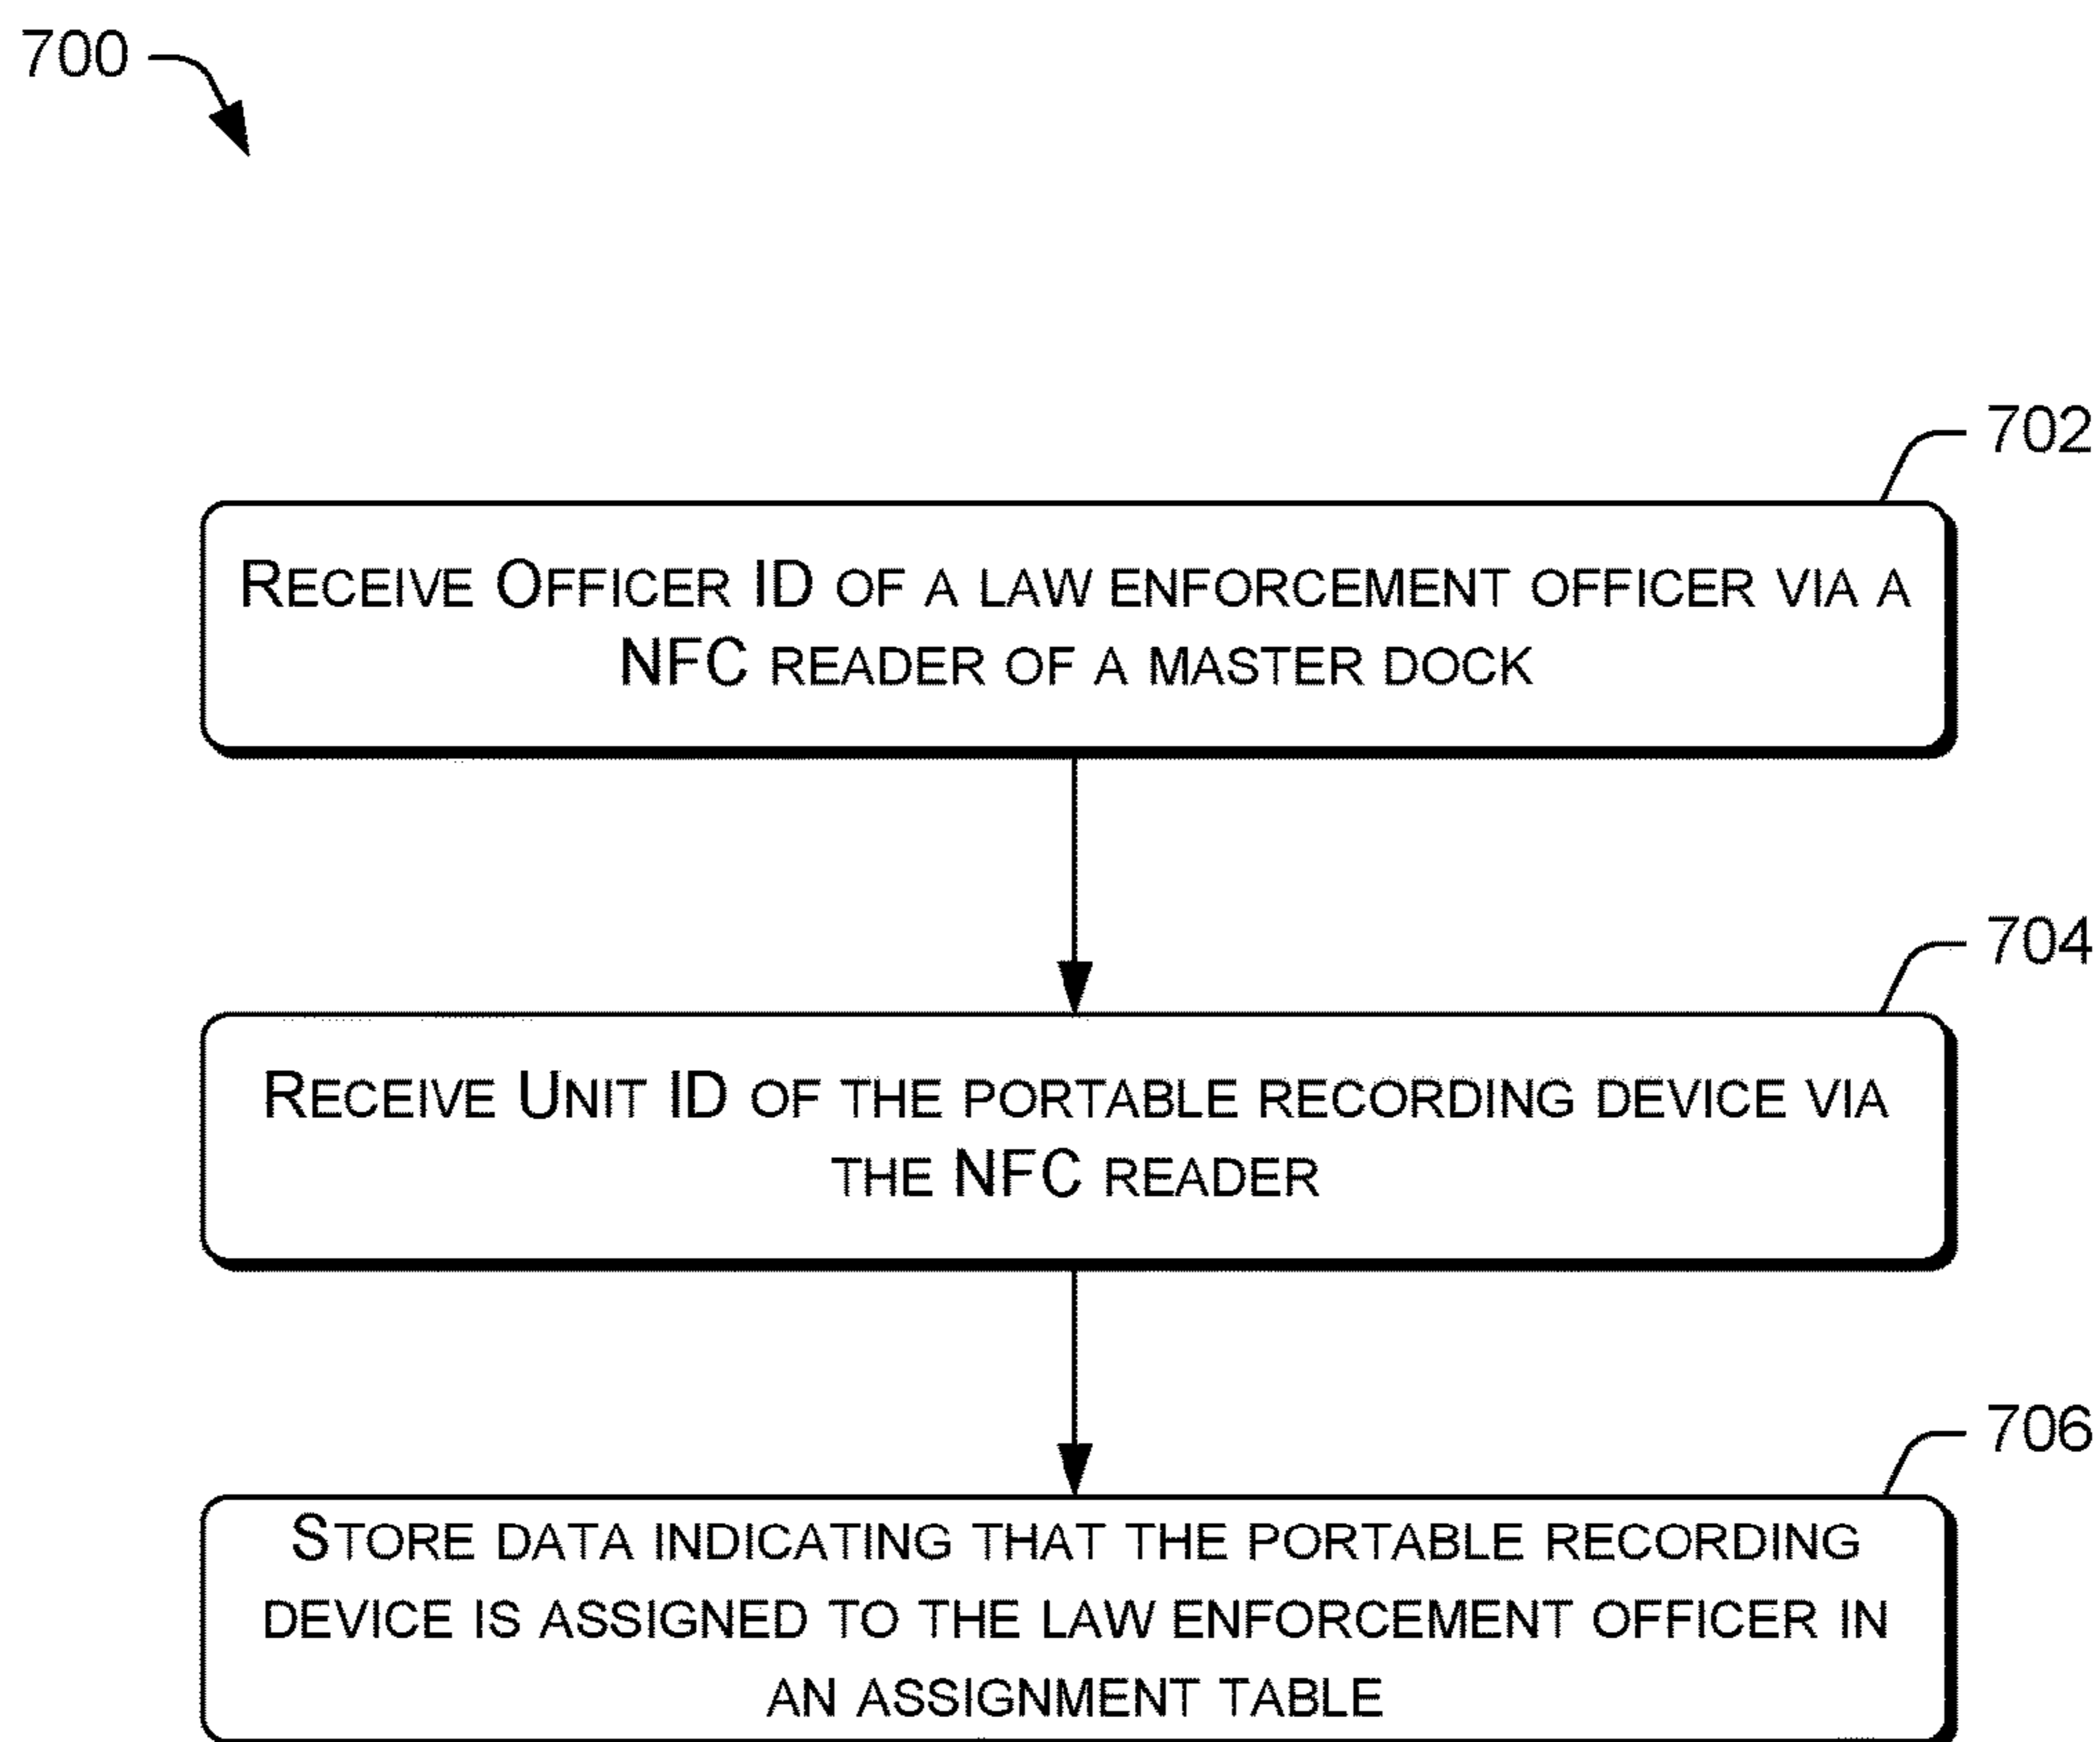 700
702
RECEIVE OFFICER ID OF A LAW ENFORCEMENT OFFICER VIA A
NFC READER OF A MASTER DOCK
704
RECEIVE UNIT ID OF THE PORTABLE RECORDING DEVICE VIA
THE NFC READER
706
STORE DATA INDICATING THAT THE PORTABLE RECORDING
DEVICE IS ASSIGNED TO THE LAW ENFORCEMENT OFFICER IN
AN ASSIGNMENT TABLE